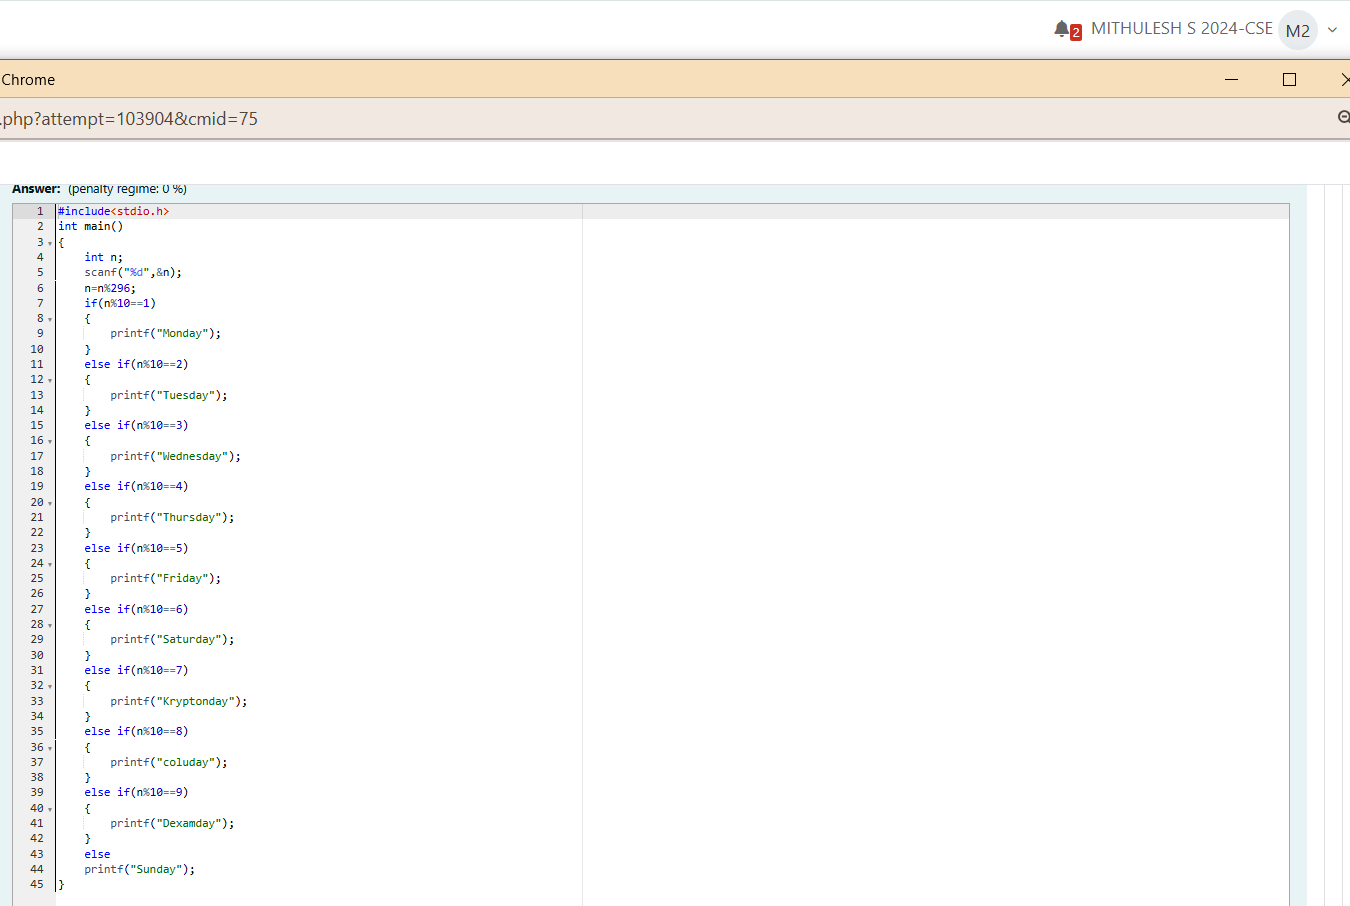 2 MITHULESH S 2024-CSE M2
Chrome
.php?attempt=103904&cmid=75
Answer: (penalty regime: 0 %)
1 #include<stdio.h>
2 int main()
3 {
4 int n;
5 scanf("%d",&n);
6 n=n%296;
7 if(n%10==1)
8 {
9 printf("Monday");
10 }
11 else if(n%10==2)
12 {
13 printf("Tuesday");
14 }
15 else if(n%10==3)
16 {
17 printf("Wednesday");
18 }
19 else if(n%10==4)
20 {
21 printf("Thursday");
22 }
23 else if(n%10==5)
24 {
25 printf("Friday");
26 }
27 else if(n%10==6)
28 {
29 printf("Saturday");
30 }
31 else if(n%10==7)
32 {
33 printf("Kryptonday");
34 }
35 else if(n%10==8)
36 {
37 printf("coluday");
38 }
39 else if(n%10==9)
40 {
41 printf("Dexamday");
42 }
43 else
44 printf("Sunday");
45 }